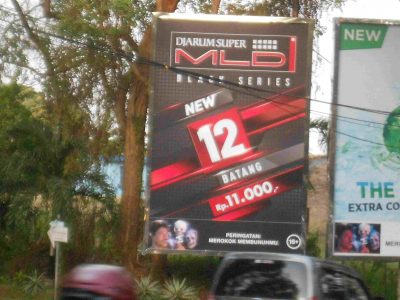 DJARUM SUPER
MLD
BLACK SERIES
NEW
12
BATANG
Rp.11.000,-
PERINGATAN:
MEROKOK MEMBUNUHMU
18+
NEW
THE
EXTRA CO